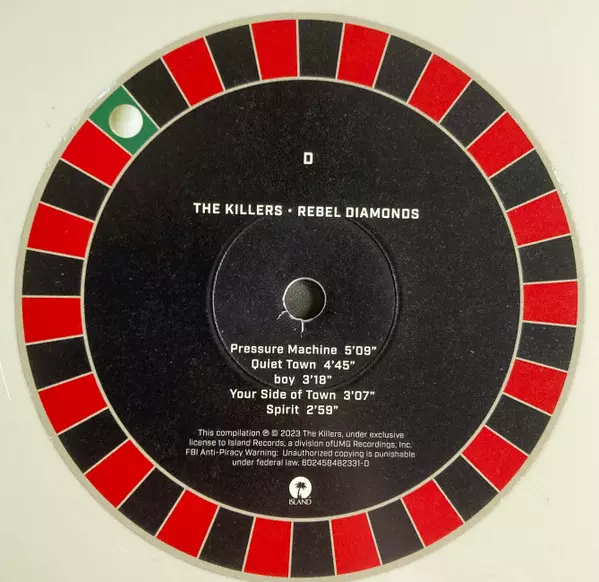 D
THE KILLERS • REBEL DIAMONDS
Pressure Machine 5'09"
Quiet Town 4'45"
boy 3'18"
Your Side of Town 3'07"
Spirit 2'59"
This compilation ℗ © 2023 The Killers, under exclusive
license to Island Records, a division ofUMG Recordings, Inc.
FBI Anti-Piracy Warning: Unauthorized copying is punishable
under federal law. 602458482331-D
ISLAND